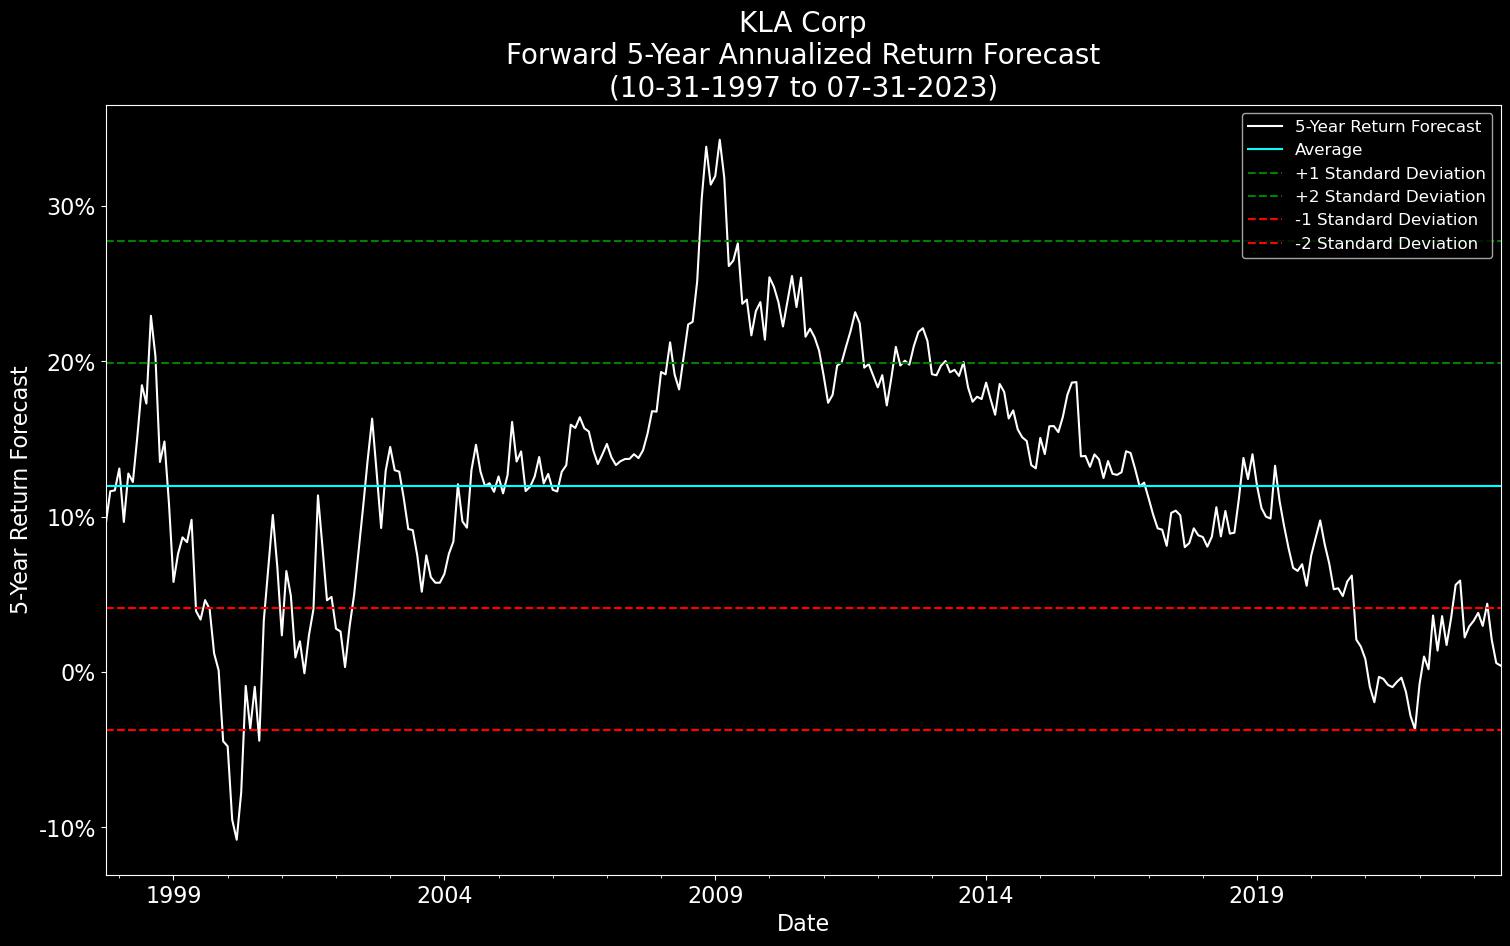 KLA Corp
Forward 5-Year Annualized Return Forecast
(10-31-1997 to 07-31-2023)
5-Year Return Forecast
Average
+1 Standard Deviation
+2 Standard Deviation
-1 Standard Deviation
-2 Standard Deviation
30%
20%
10%
0%
-10%
5-Year Return Forecast
1999
2004
2009
2014
2019
Date